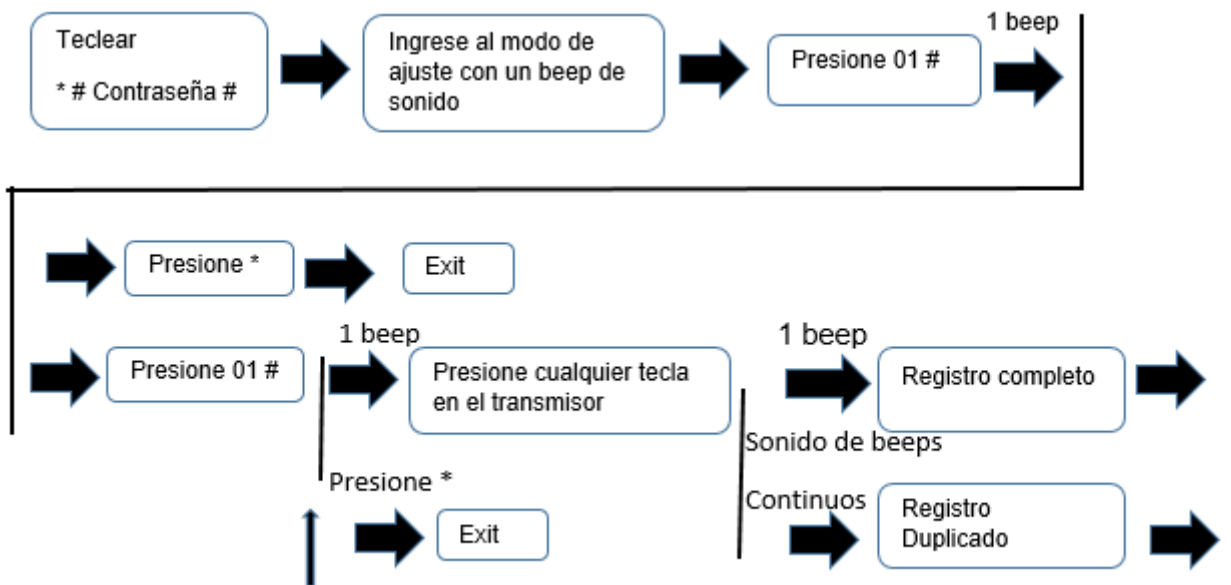 Teclear
* # Contraseña #
Ingrese al modo de
ajuste con un beep de
sonido
Presione 01 #
1 beep
Presione *
Exit
Presione 01 #
1 beep
Presione cualquier tecla
en el transmisor
1 beep
Registro completo
Sonido de beeps
Continuos
Presione *
Exit
Registro
Duplicado